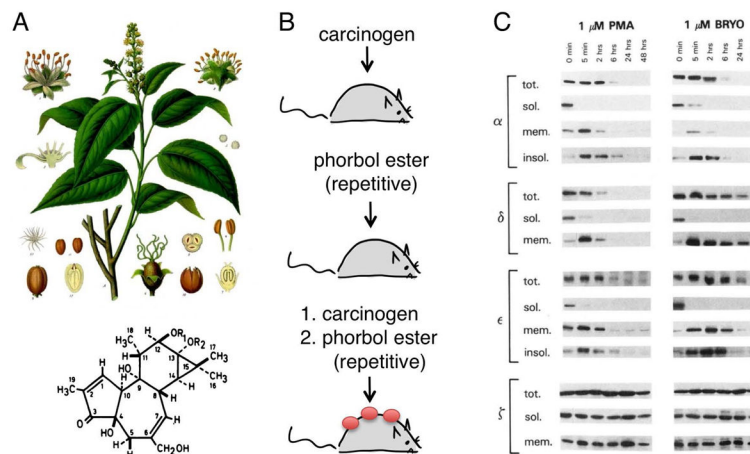 A
H₃C
18
H
OR₁
OR₂
12
11
13
17
CH₃
H
HO
15
CH₃
16
19
H
9
14
H
H₃C
2
1
10
8
H
3
4
7
O
HO
5
6
H
CH₂OH
B
carcinogen
phorbol ester
(repetitive)
1. carcinogen
2. phorbol ester
(repetitive)
C
1 μM PMA
1 μM BRYO
0 min
5 min
2 hrs
6 hrs
24 hrs
48 hrs
0 min
5 min
2 hrs
6 hrs
24 hrs
α
tot.
sol.
mem.
insol.
δ
tot.
sol.
mem.
ϵ
tot.
sol.
mem.
insol.
ζ
tot.
sol.
mem.